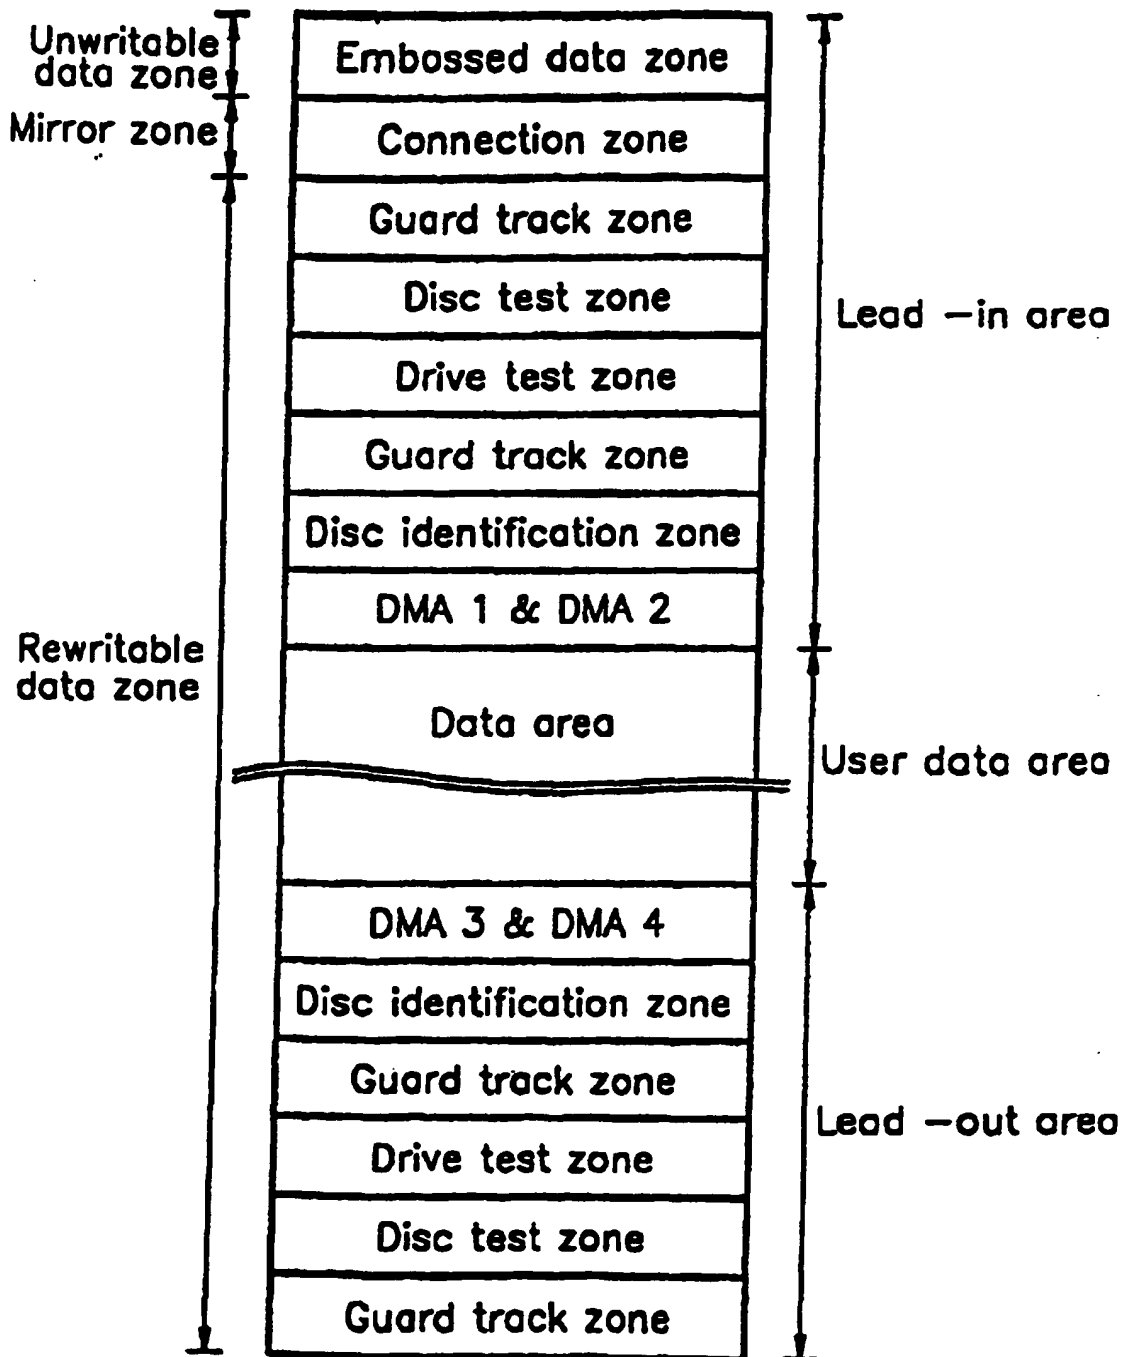 Unwritable
data zone
Embossed data zone
Mirror zone
Connection zone
Guard track zone
Disc test zone
Lead -in area
Drive test zone
Guard track zone
Disc identification zone
DMA 1 & DMA 2
Rewritable
data zone
Data area
User data area
DMA 3 & DMA 4
Disc identification zone
Guard track zone
Lead -out area
Drive test zone
Disc test zone
Guard track zone